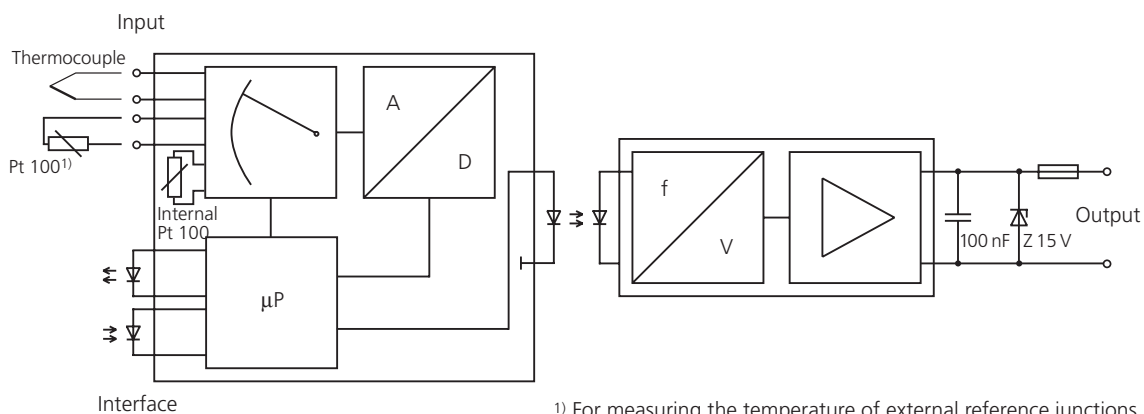 Input
Thermocouple
Pt 100¹⁾
Internal
Pt 100
A
D
μP
f
V
100 nF
Z 15 V
Output
Interface
¹⁾ For measuring the temperature of external reference junctions